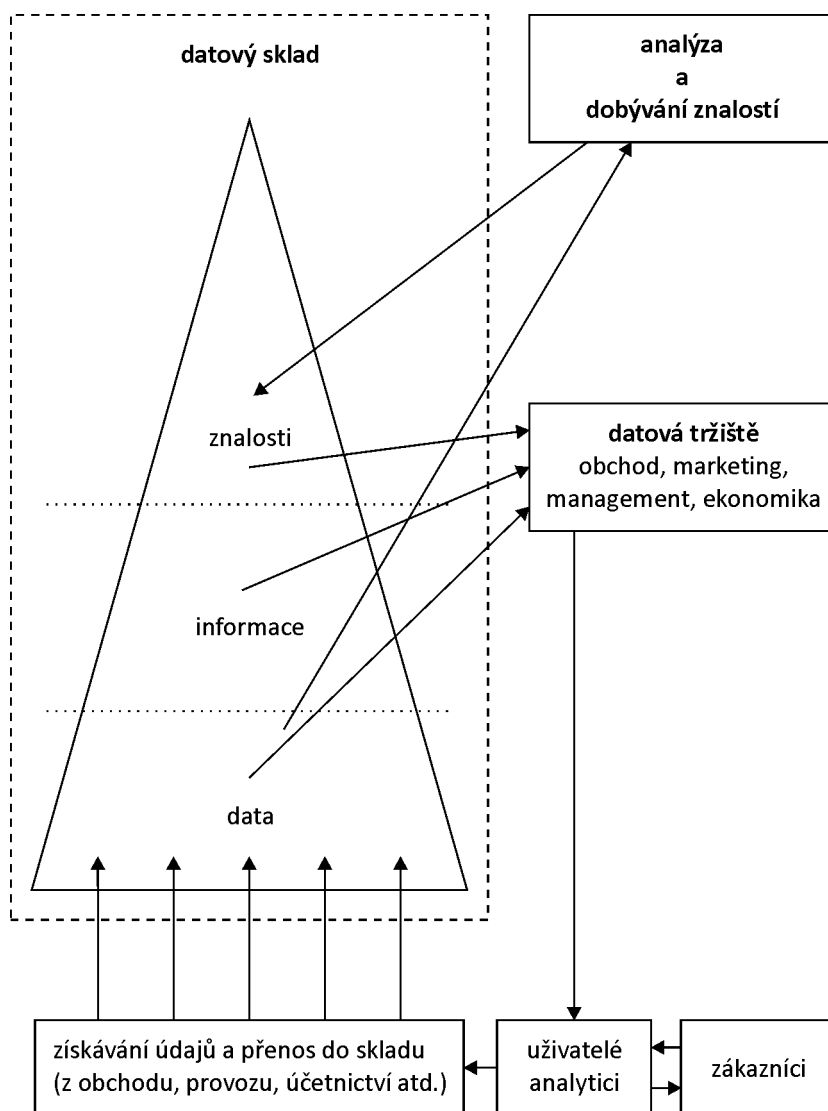 datový sklad
analýza
a
dobývání znalostí
znalosti
datová tržiště
obchod, marketing,
management, ekonomika
informace
data
získávání údajů a přenos do skladu
(z obchodu, provozu, účetnictví atd.)
uživatelé
analytici
zákazníci